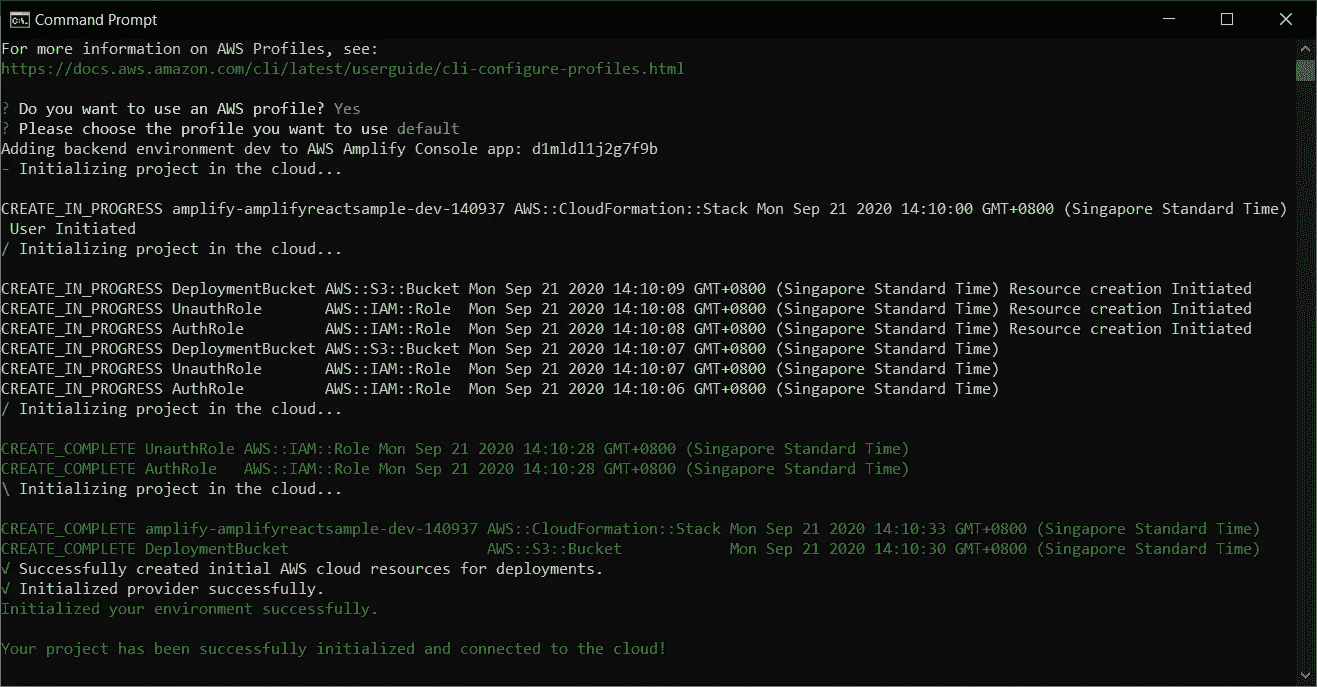 Command Prompt
For more information on AWS Profiles, see:
https://docs.aws.amazon.com/cli/latest/userguide/cli-configure-profiles.html
? Do you want to use an AWS profile? Yes
? Please choose the profile you want to use default
Adding backend environment dev to AWS Amplify Console app: d1mldl1j2g7f9b
- Initializing project in the cloud...
CREATE_IN_PROGRESS amplify-amplifyreactsample-dev-140937 AWS::CloudFormation::Stack Mon Sep 21 2020 14:10:00 GMT+0800 (Singapore Standard Time)
User Initiated
/ Initializing project in the cloud...
CREATE_IN_PROGRESS DeploymentBucket AWS::S3::Bucket Mon Sep 21 2020 14:10:09 GMT+0800 (Singapore Standard Time) Resource creation Initiated
CREATE_IN_PROGRESS UnauthRole       AWS::IAM::Role  Mon Sep 21 2020 14:10:08 GMT+0800 (Singapore Standard Time) Resource creation Initiated
CREATE_IN_PROGRESS AuthRole         AWS::IAM::Role  Mon Sep 21 2020 14:10:08 GMT+0800 (Singapore Standard Time) Resource creation Initiated
CREATE_IN_PROGRESS DeploymentBucket AWS::S3::Bucket Mon Sep 21 2020 14:10:07 GMT+0800 (Singapore Standard Time)
CREATE_IN_PROGRESS UnauthRole       AWS::IAM::Role  Mon Sep 21 2020 14:10:07 GMT+0800 (Singapore Standard Time)
CREATE_IN_PROGRESS AuthRole         AWS::IAM::Role  Mon Sep 21 2020 14:10:06 GMT+0800 (Singapore Standard Time)
/ Initializing project in the cloud...
CREATE_COMPLETE UnauthRole AWS::IAM::Role Mon Sep 21 2020 14:10:28 GMT+0800 (Singapore Standard Time)
CREATE_COMPLETE AuthRole   AWS::IAM::Role Mon Sep 21 2020 14:10:28 GMT+0800 (Singapore Standard Time)
\ Initializing project in the cloud...
CREATE_COMPLETE amplify-amplifyreactsample-dev-140937 AWS::CloudFormation::Stack Mon Sep 21 2020 14:10:33 GMT+0800 (Singapore Standard Time)
CREATE_COMPLETE DeploymentBucket                      AWS::S3::Bucket            Mon Sep 21 2020 14:10:30 GMT+0800 (Singapore Standard Time)
√ Successfully created initial AWS cloud resources for deployments.
√ Initialized provider successfully.
Initialized your environment successfully.
Your project has been successfully initialized and connected to the cloud!